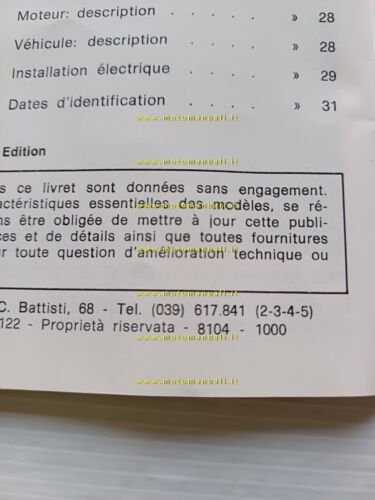 Moteur: description . . . . » 28
Véhicule: description . . . . » 28
Installation électrique . . . . » 29
Dates d'identification . . . . » 31
www.motomanuali.it
Edition
s ce livret sont données sans engagement.
actéristiques essentielles des modèles, se ré-
ns être obligée de mettre à jour cette publi-
ces et de détails ainsi que toutes fournitures
r toute question d'amélioration technique ou
www.motomanuali.it
C. Battisti, 68 - Tel. (039) 617.841 (2-3-4-5)
122 - Proprietà riservata - 8104 - 1000
www.motomanuali.it
www.motomanuali.it